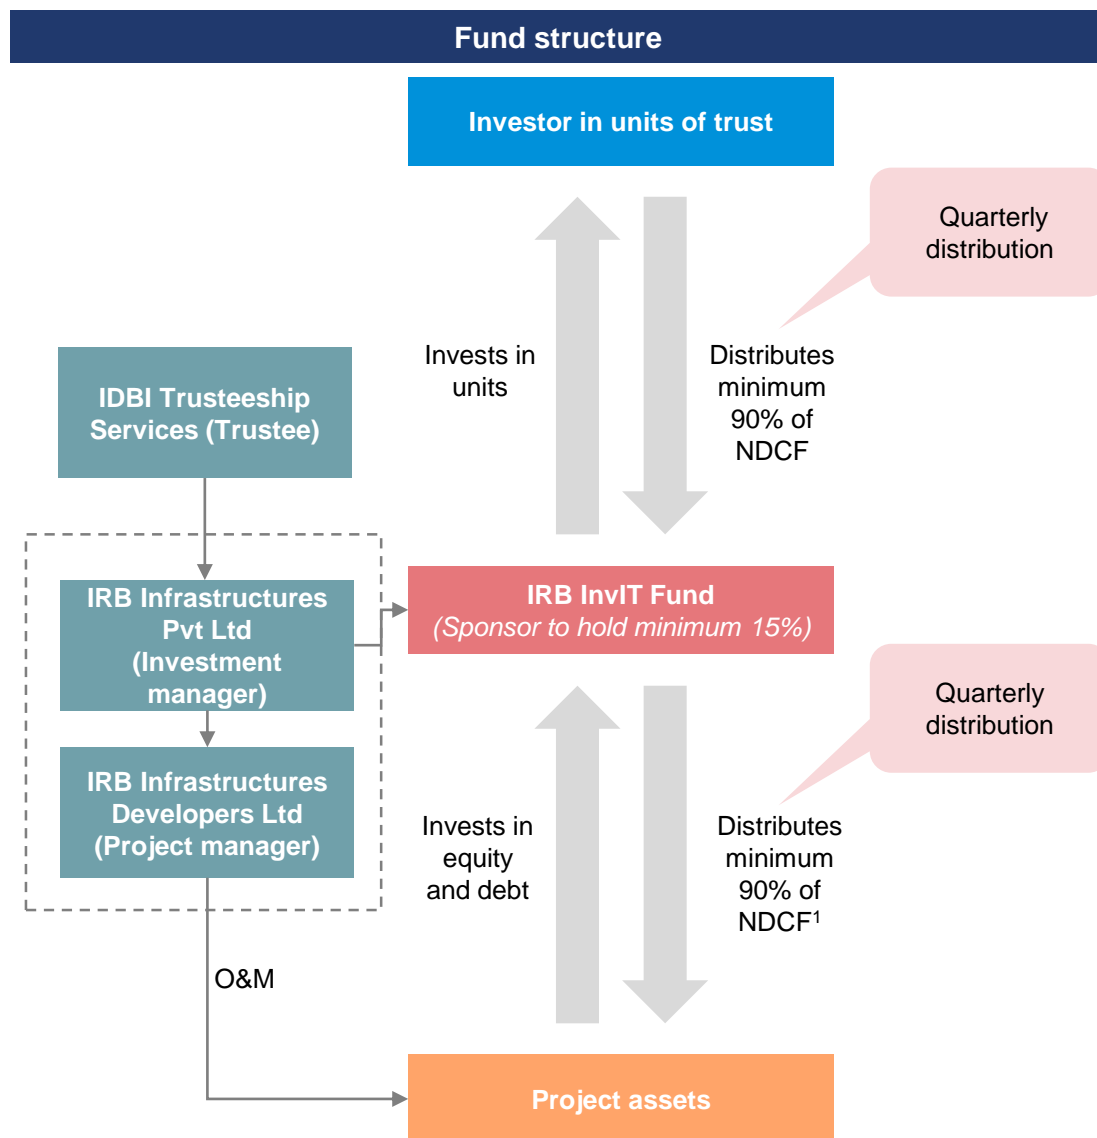 Fund structure
Investor in units of trust
Quarterly
distribution
Invests in
units
Distributes
minimum
90% of
NDCF
IDBI Trusteeship
Services (Trustee)
IRB Infrastructures
Pvt Ltd
(Investment
manager)
IRB InvIT Fund
(Sponsor to hold minimum 15%)
Quarterly
distribution
IRB Infrastructures
Developers Ltd
(Project manager)
Invests in
equity
and debt
Distributes
minimum
90% of
NDCF¹
O&M
Project assets